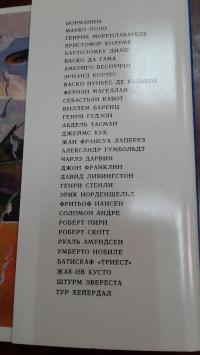 НОРМАННЫ
МАРКО ПОЛО
ГЕНРИХ МОРЕПЛАВАТЕЛЬ
ХРИСТОФОР КОЛУМБ
БАРТОЛОМЕУ ДИАШ
ВАСКО ДА ГАМА
АМЕРИГО ВЕСПУЧЧИ
ЭРНАНДО КОРТЕС
ВАСКО НУНЬЕС ДЕ БАЛЬБОА
ФЕРНАН МАГЕЛЛАН
СЕБАСТЬЯН КАБОТ
ВИЛЛЕМ БАРЕНЦ
ГЕНРИ ГУДЗОН
АБДЕЛЬ ТАСМАН
ДЖЕЙМС КУК
ЖАН ФРАНСУА ЛАПЕРУЗ
АЛЕКСАНДР ГУМБОЛЬДТ
ЧАРЛЗ ДАРВИН
ДЖОН ФРАНКЛИН
ДАВИД ЛИВИНГСТОН
ГЕНРИ СТЕНЛИ
ЭРИК НОРДЕНШЕЛЬД
ФРИТЬОФ НАНСЕН
СОЛОМОН АНДРЕ
РОБЕРТ ПИРИ
РОБЕРТ СКОТТ
РУАЛЬ АМУНДСЕН
УМБЕРТО НОБИЛЕ
БАТИСКАФ «ТРИЕСТ»
ЖАК-ИВ КУСТО
ШТУРМ ЭВЕРЕСТА
ТУР ХЕЙЕРДАЛ